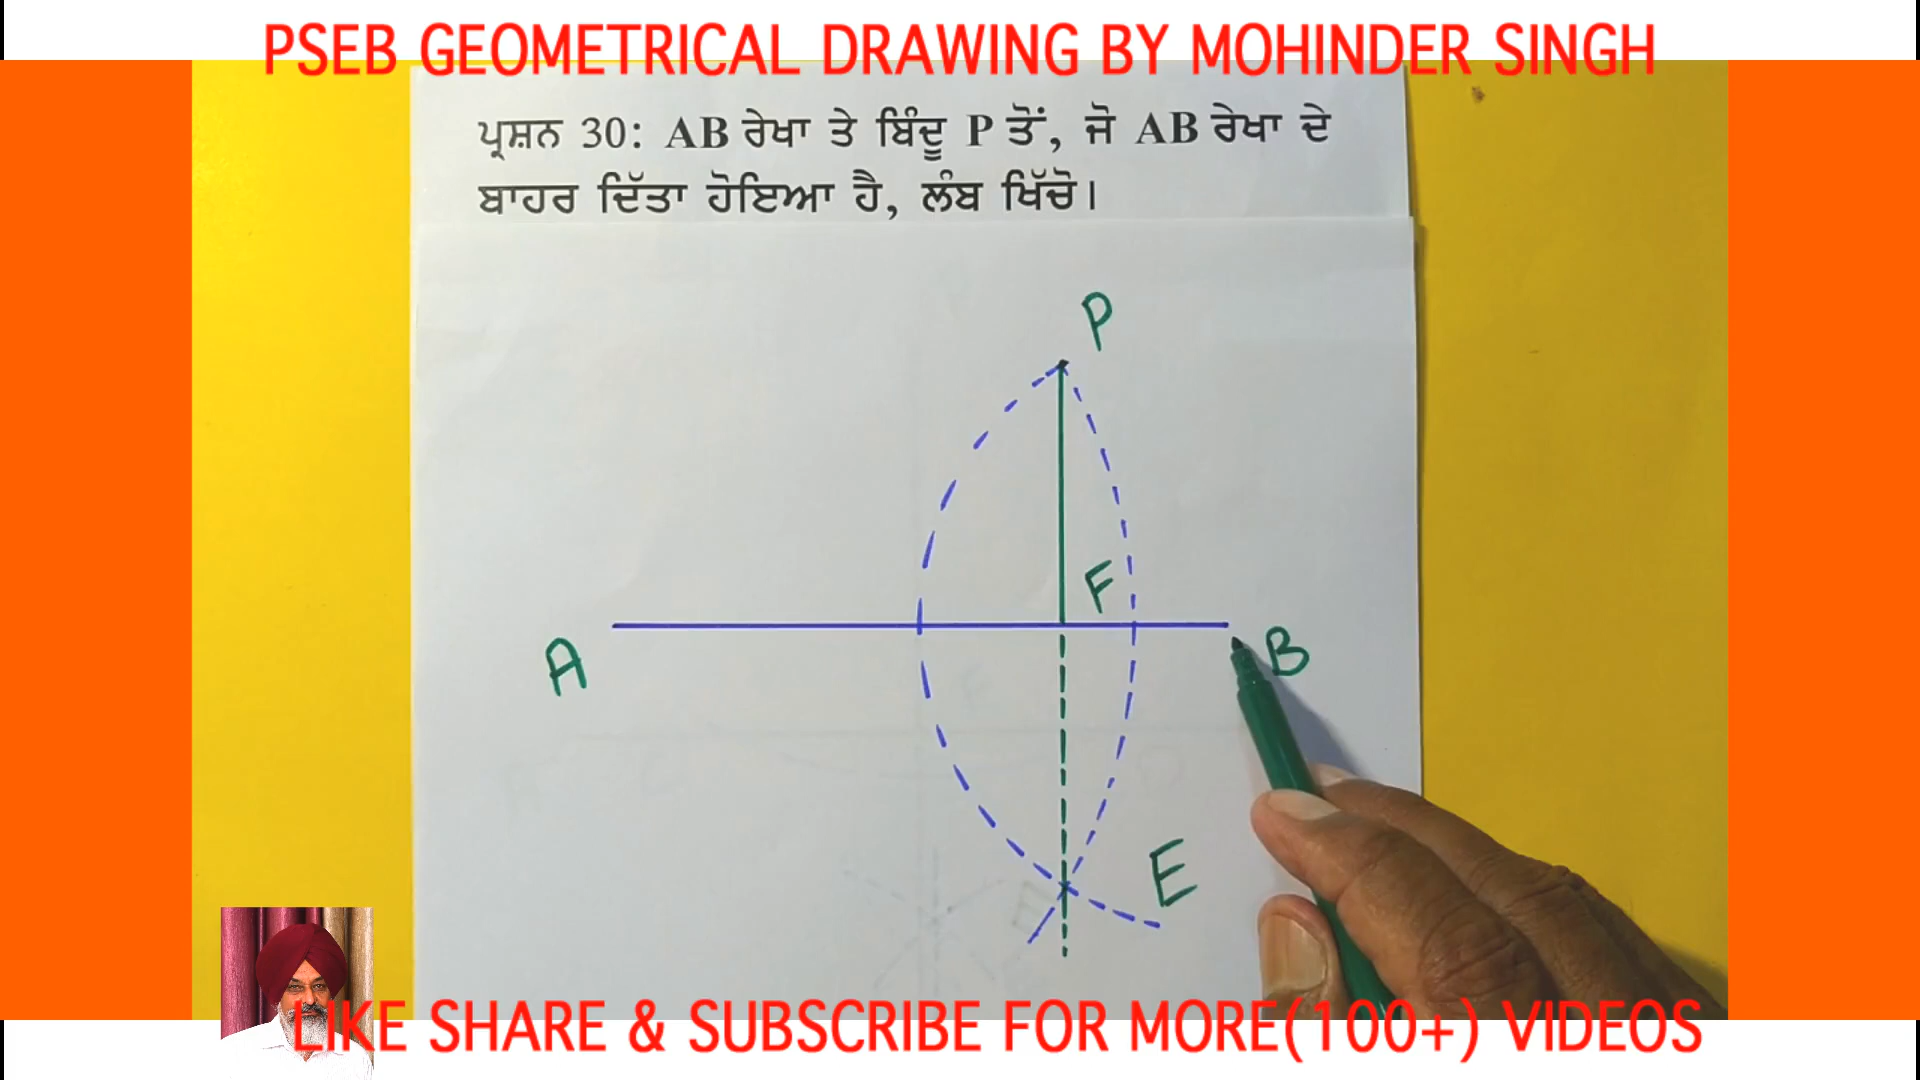 PSEB GEOMETRICAL DRAWING BY MOHINDER SINGH
ਪ੍ਰਸ਼ਨ 30: AB ਰੇਖਾ ਤੇ ਬਿੰਦੂ P ਤੋਂ, ਜੋ AB ਰੇਖਾ ਦੇ
ਬਾਹਰ ਦਿੱਤਾ ਹੋਇਆ ਹੈ, ਲੰਬ ਖਿੱਚੋ।
P
F
A
B
E
LIKE SHARE & SUBSCRIBE FOR MORE(100+) VIDEOS